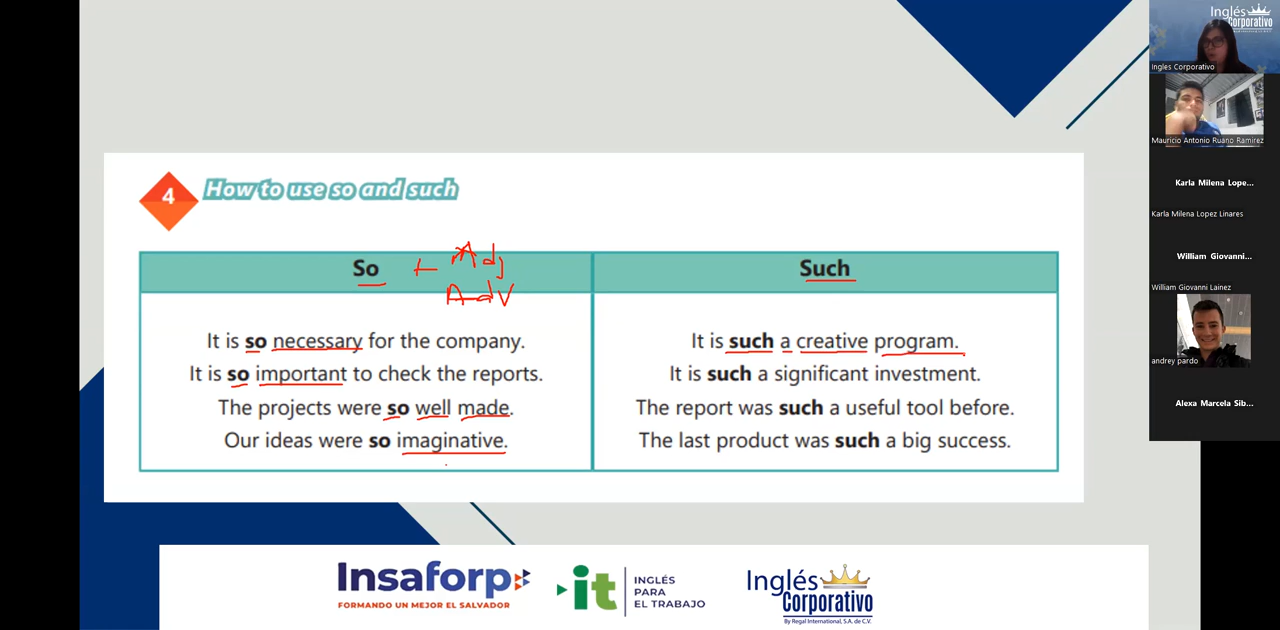 Inglés
Corporativo
Ingles Corporativo
Mauricio Antonio Ruano Ramirez
Karla Milena Lope...
Karla Milena Lopez Linares
William Giovanni...
William Giovanni Lainez
andrey pardo
Alexa Marcela Sib...
4 How to use so and such
So + Adj
Adv
Such
It is so necessary for the company.
It is so important to check the reports.
The projects were so well made.
Our ideas were so imaginative.
It is such a creative program.
It is such a significant investment.
The report was such a useful tool before.
The last product was such a big success.
Insaforp
FORMANDO UN MEJOR EL SALVADOR
it
INGLÉS
PARA
EL TRABAJO
Inglés
Corporativo
By Regal International, S.A. de C.V.